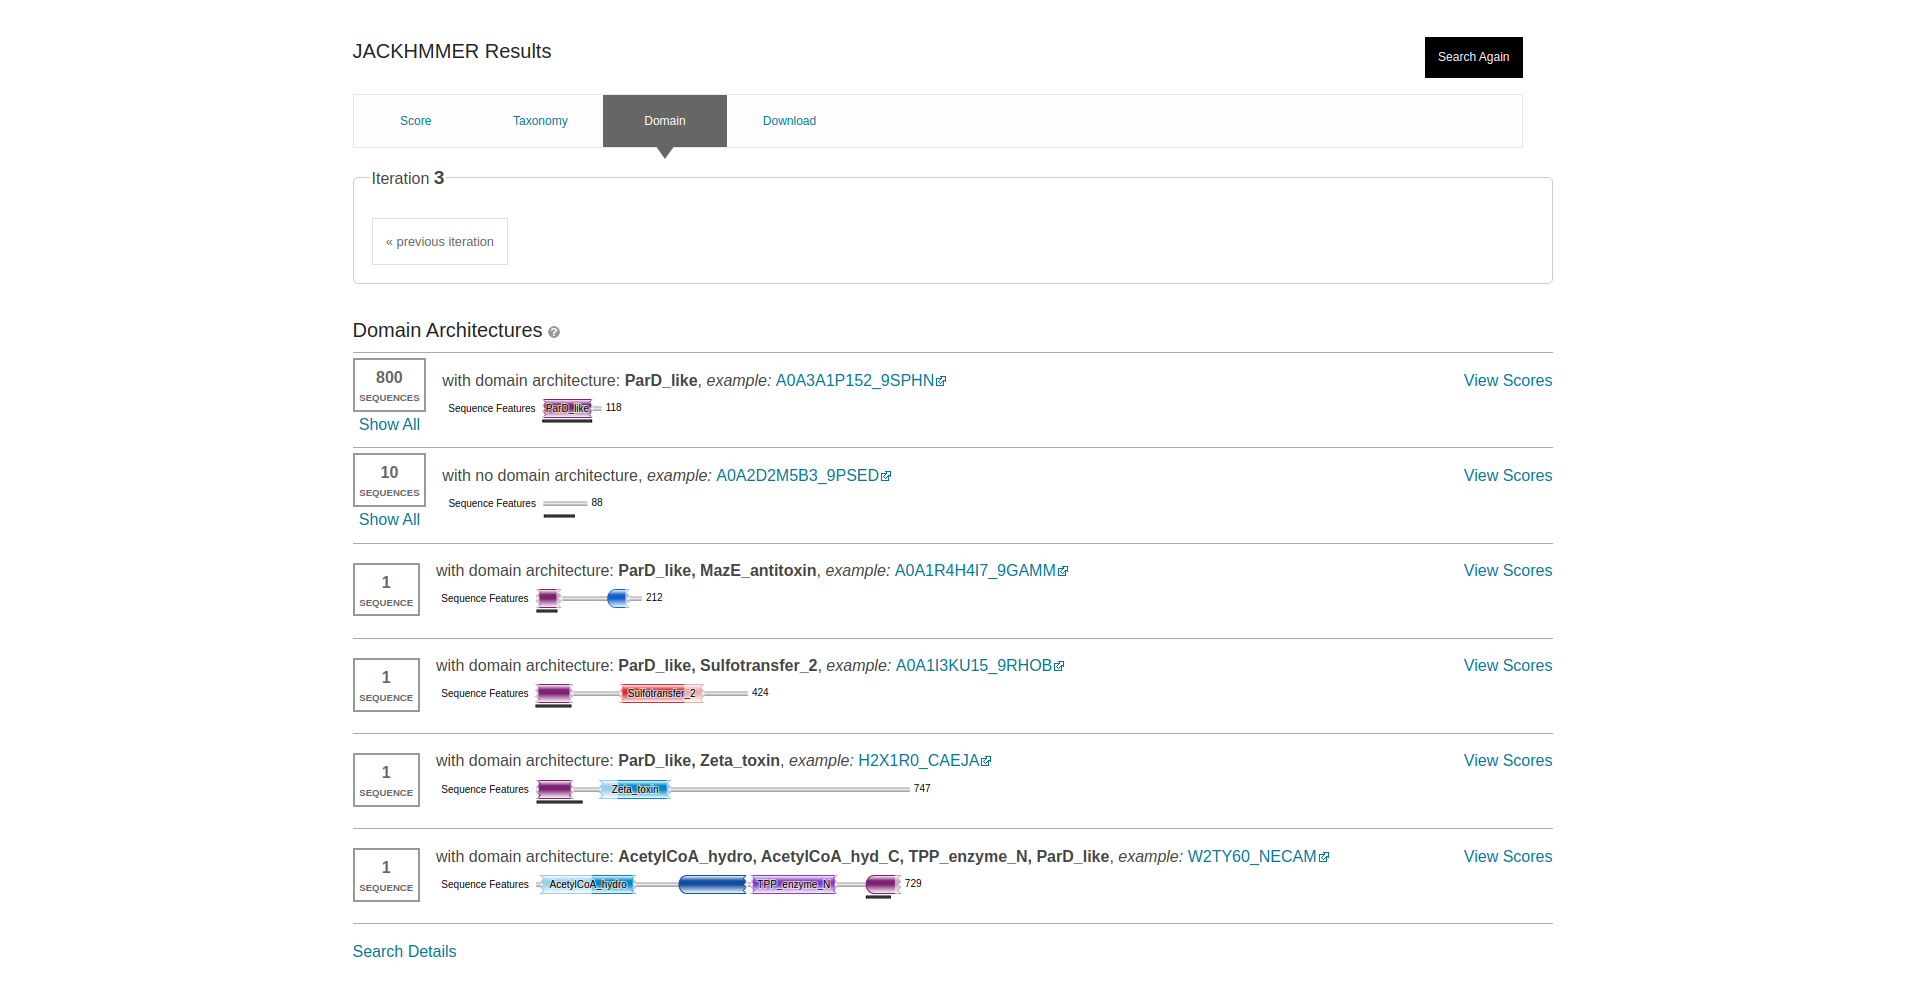 JACKHMMER Results
Search Again
Score Taxonomy Domain Download
Iteration 3
« previous iteration
Domain Architectures ?
800
SEQUENCES
Show All
with domain architecture: ParD_like, example: A0A3A1P152_9SPHN
View Scores
Sequence Features ParD_like 118
10
SEQUENCES
Show All
with no domain architecture, example: A0A2D2M5B3_9PSED
View Scores
Sequence Features 88
1
SEQUENCE
with domain architecture: ParD_like, MazE_antitoxin, example: A0A1R4H4I7_9GAMM
View Scores
Sequence Features 212
1
SEQUENCE
with domain architecture: ParD_like, Sulfotransfer_2, example: A0A1I3KU15_9RHOB
View Scores
Sequence Features Sulfotransfer_2 424
1
SEQUENCE
with domain architecture: ParD_like, Zeta_toxin, example: H2X1R0_CAEJA
View Scores
Sequence Features Zeta_toxin 747
1
SEQUENCE
with domain architecture: AcetylCoA_hydro, AcetylCoA_hyd_C, TPP_enzyme_N, ParD_like, example: W2TY60_NECAM
View Scores
Sequence Features AcetylCoA_hydro TPP_enzyme_N 729
Search Details